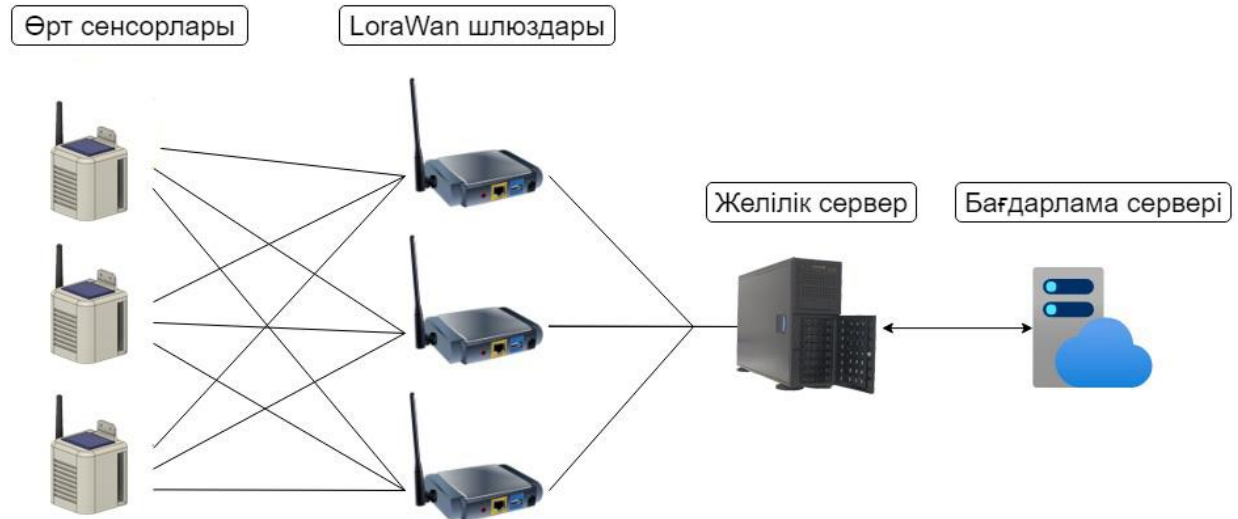 Өрт сенсорлары
LoraWan шлюздары
Желілік сервер
Бағдарлама сервері